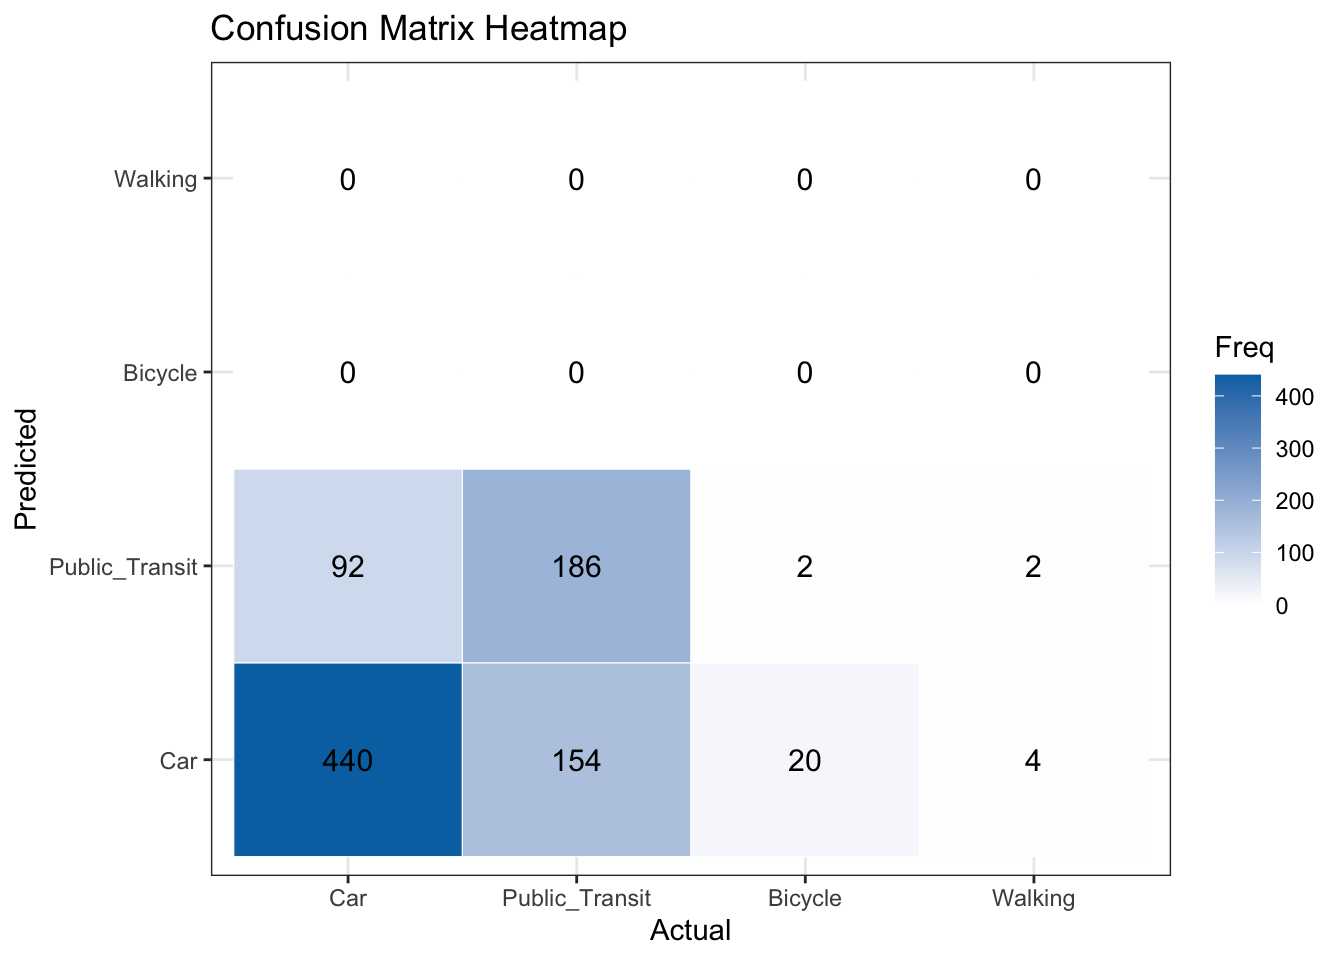 Confusion Matrix Heatmap
Predicted
Walking
0 0 0 0
Bicycle
0 0 0 0
Public_Transit
92 186 2 2
Car
440 154 20 4
Car Public_Transit Bicycle Walking
Actual
Freq
400
300
200
100
0